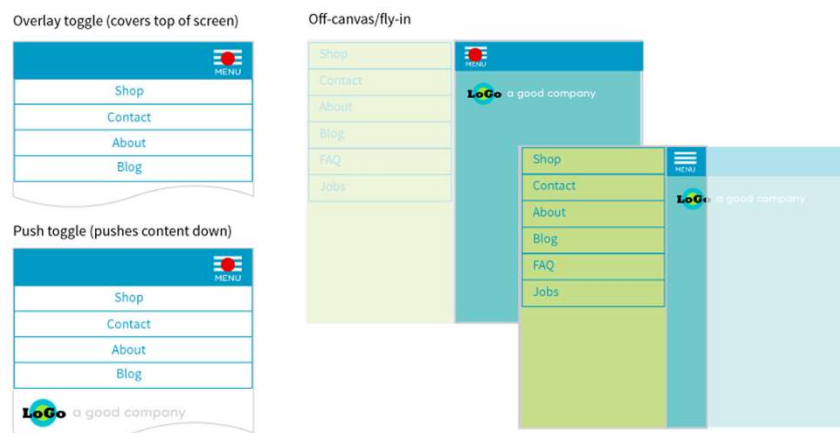 Overlay toggle (covers top of screen)
MENU
Shop
Contact
About
Blog
Push toggle (pushes content down)
MENU
Shop
Contact
About
Blog
LoGo a good company
Off-canvas/fly-in
Shop
Contact
About
Blog
FAQ
Jobs
MENU
LoGo a good company
Shop
Contact
About
Blog
FAQ
Jobs
MENU
LoGo a good company